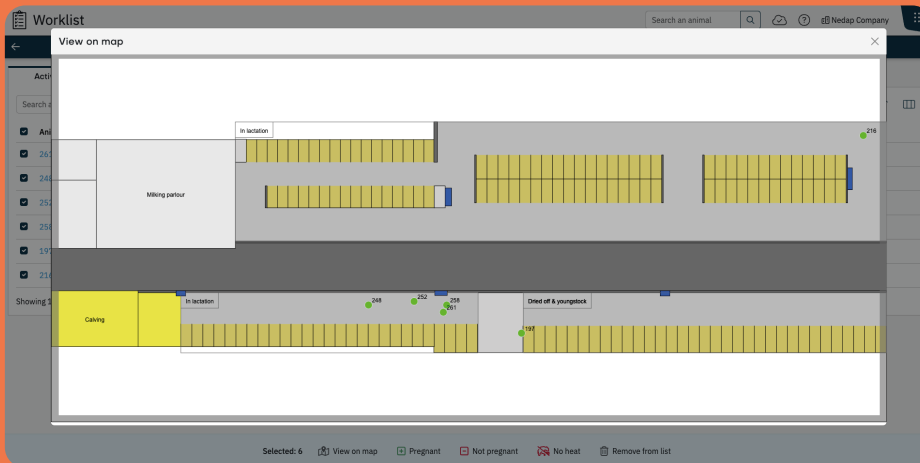 Worklist
Search an animal
Nedap Company
View on map
In lactation
216
Milking parlour
In lactation
248
252
258
261
Dried off & youngstock
197
Calving
Selected: 6
View on map
Pregnant
Not pregnant
No heat
Remove from list